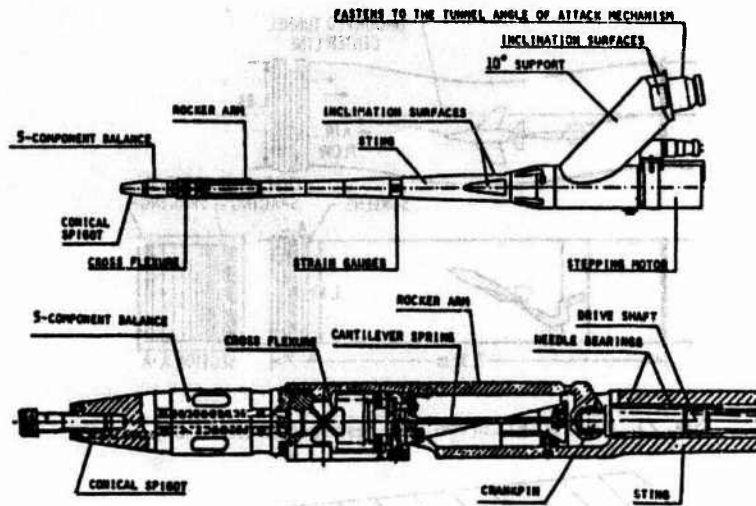 FASTENS TO THE TUNNEL ANGLE OF ATTACK MECHANISM
INCLINATION SURFACES
10° SUPPORT
ROCKER ARM
INCLINATION SURFACES
STING
5-COMPONENT BALANCE
CONICAL
SPIGOT
CROSS FLEXURE
STRAIN GAUGES
STEPPING MOTOR
ROCKER ARM
DRIVE SHAFT
5-COMPONENT BALANCE
CROSS FLEXURE
CANTILEVER SPRING
NEEDLE BEARINGS
CONICAL SPIGOT
CRANKPIN
STING